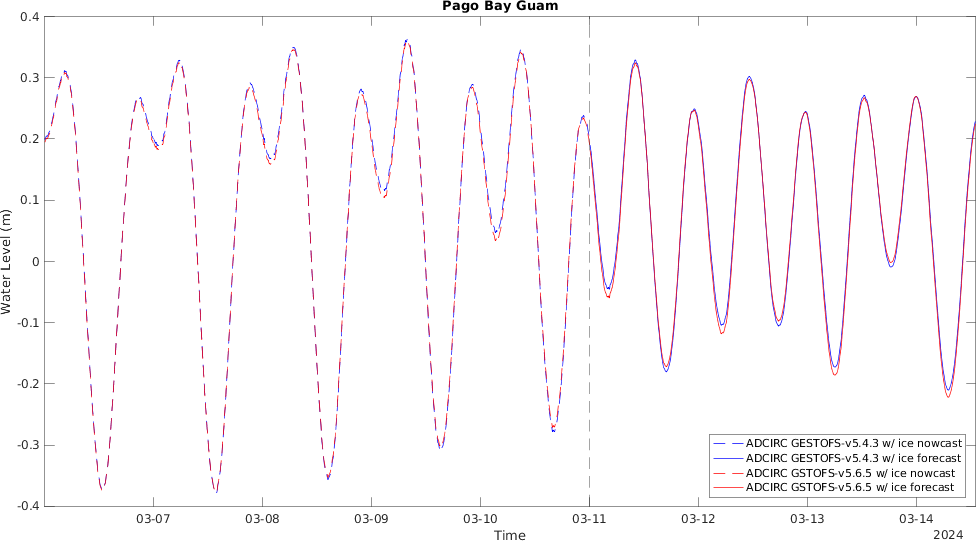 Pago Bay Guam
0.4
0.3
0.2
0.1
0
-0.1
-0.2
-0.3
-0.4
Water Level (m)
ADCIRC GESTOFS-v5.4.3 w/ ice nowcast
ADCIRC GESTOFS-v5.4.3 w/ ice forecast
ADCIRC GSTOFS-v5.6.5 w/ ice nowcast
ADCIRC GSTOFS-v5.6.5 w/ ice forecast
03-07 03-08 03-09 03-10 03-11 03-12 03-13 03-14
Time
2024